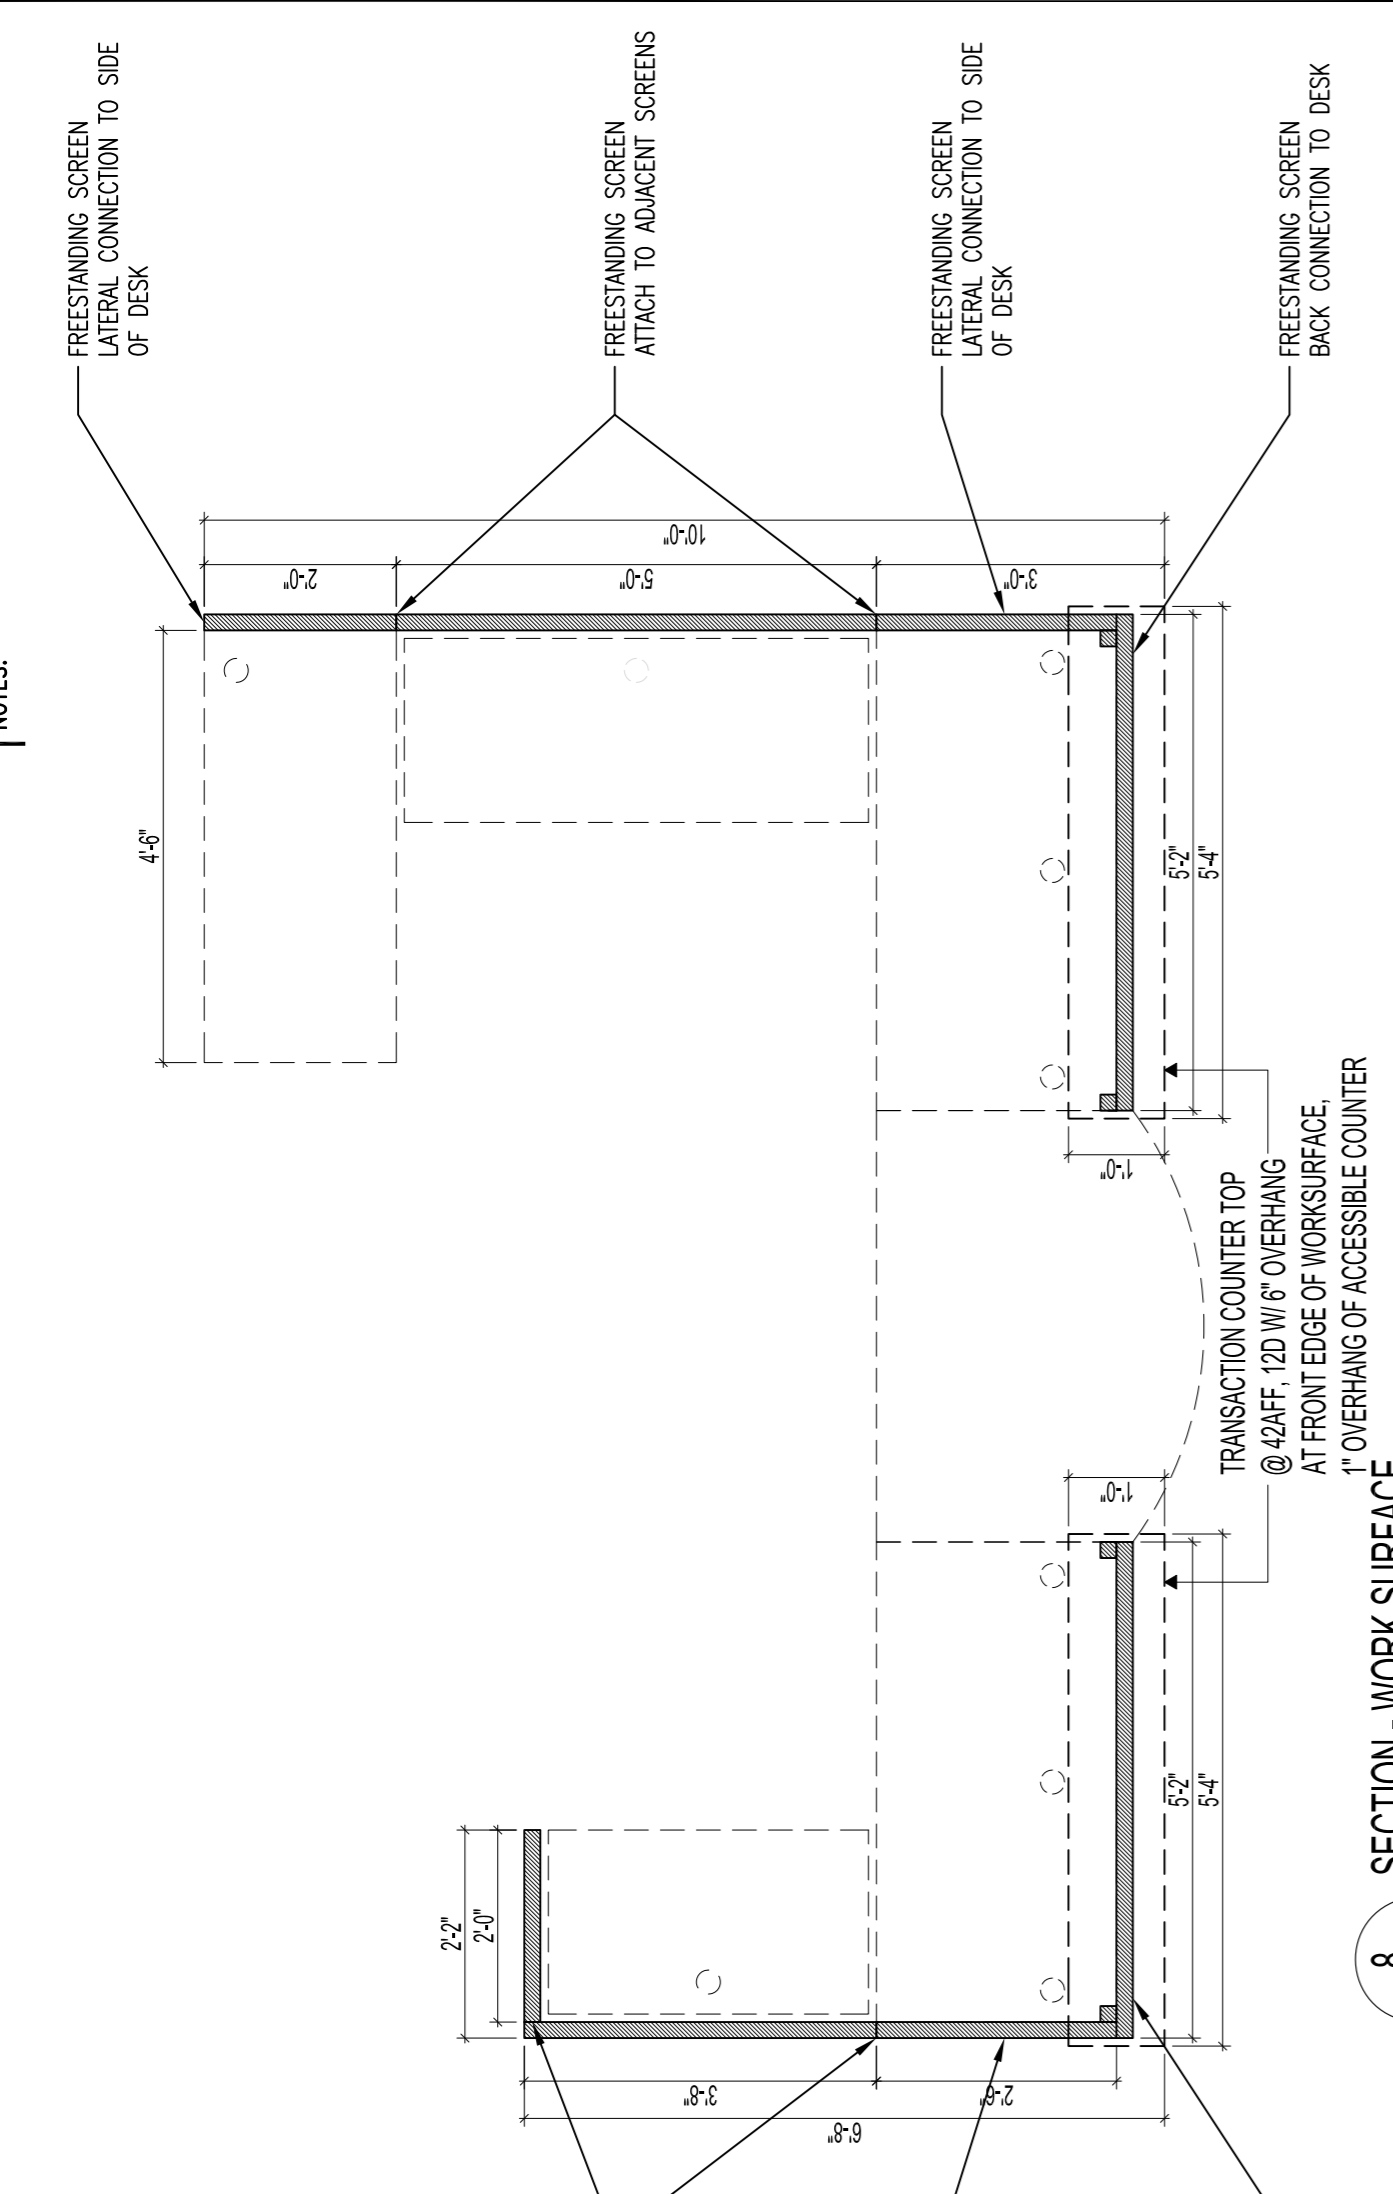 NOTES:
FREESTANDING SCREEN
LATERAL CONNECTION TO SIDE
OF DESK
FREESTANDING SCREEN
ATTACH TO ADJACENT SCREENS
FREESTANDING SCREEN
LATERAL CONNECTION TO SIDE
OF DESK
FREESTANDING SCREEN
BACK CONNECTION TO DESK
10'-0"
2'-0"
5'-0"
3'-0"
4'-6"
5'-2"
5'-4"
1'-0"
TRANSACTION COUNTER TOP
@ 42AFF, 12D W/ 6" OVERHANG
AT FRONT EDGE OF WORKSURFACE,
1" OVERHANG OF ACCESSIBLE COUNTER
1'-0"
5'-2"
5'-4"
2'-2"
2'-0"
3'-8"
2'-6"
6'-8"
8
SECTION - WORK SURFACE